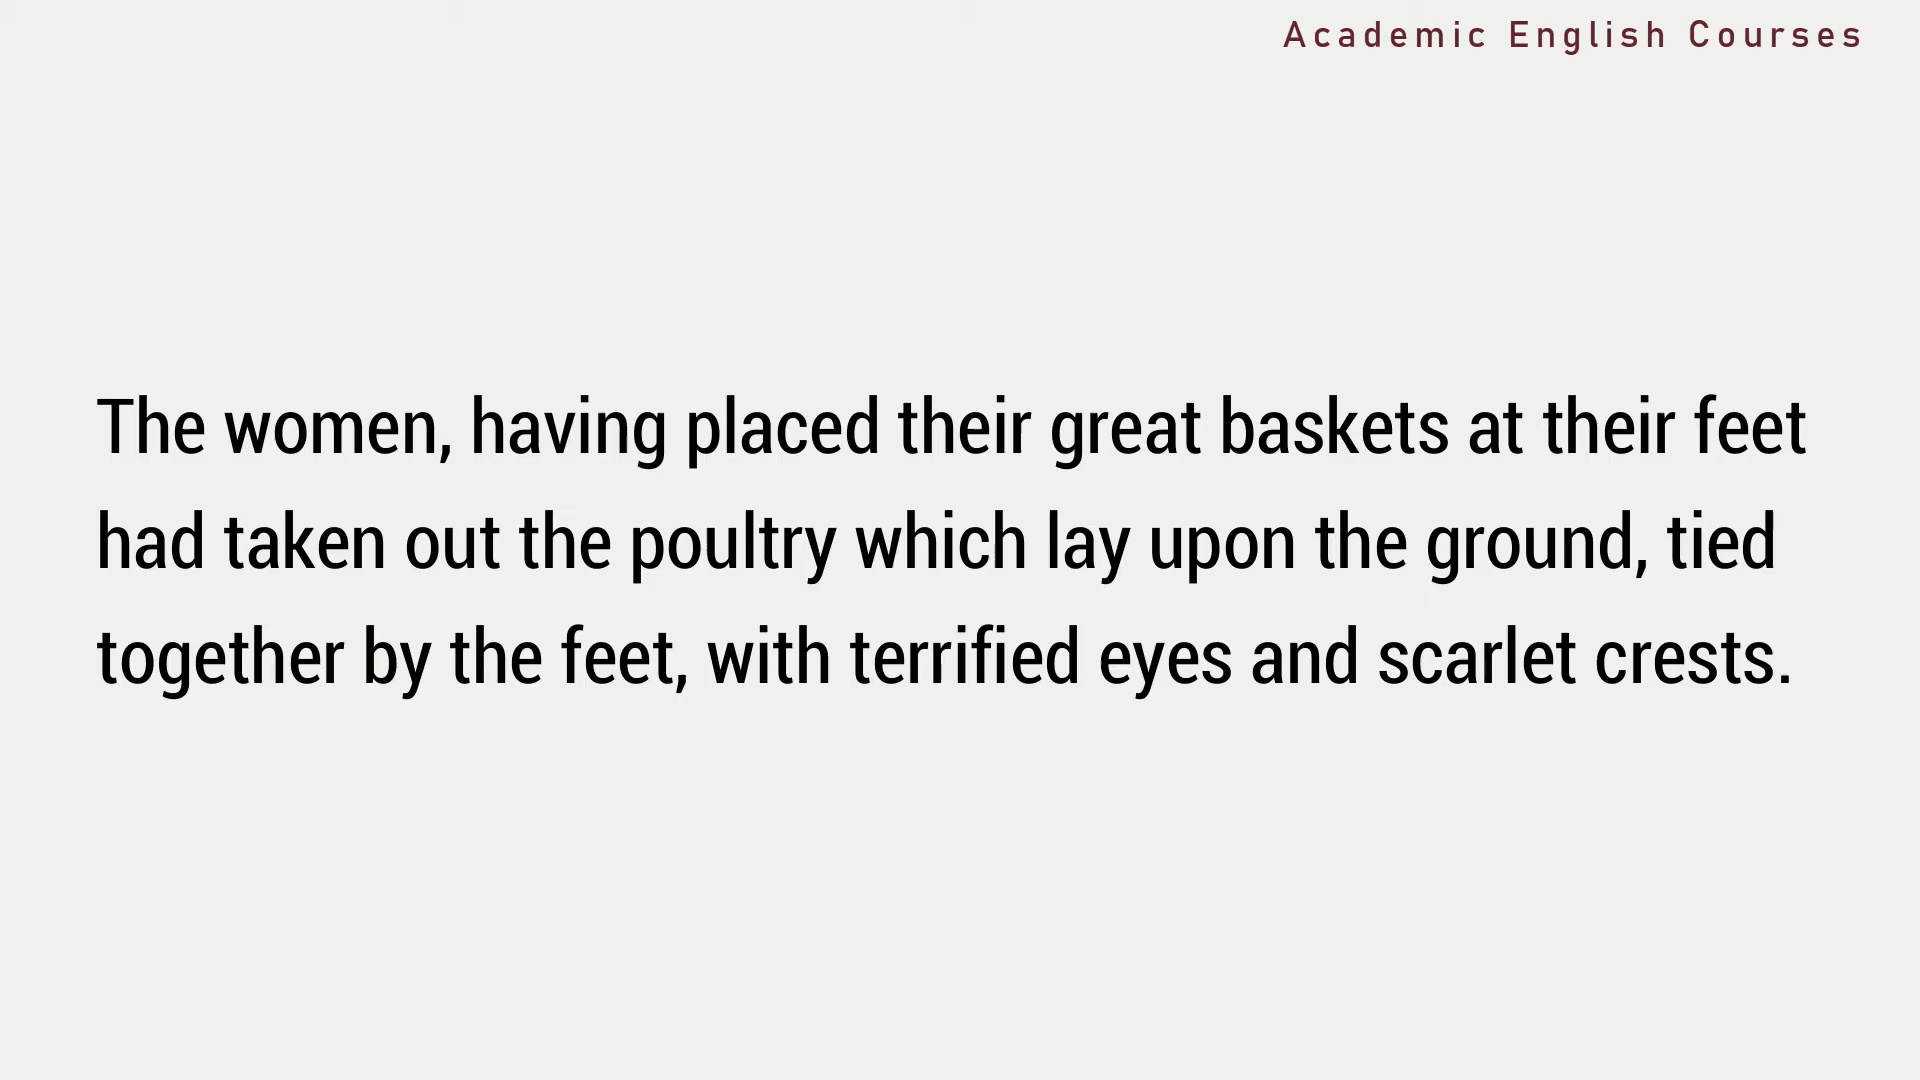 Academic English Courses
The women, having placed their great baskets at their feet
had taken out the poultry which lay upon the ground, tied
together by the feet, with terrified eyes and scarlet crests.